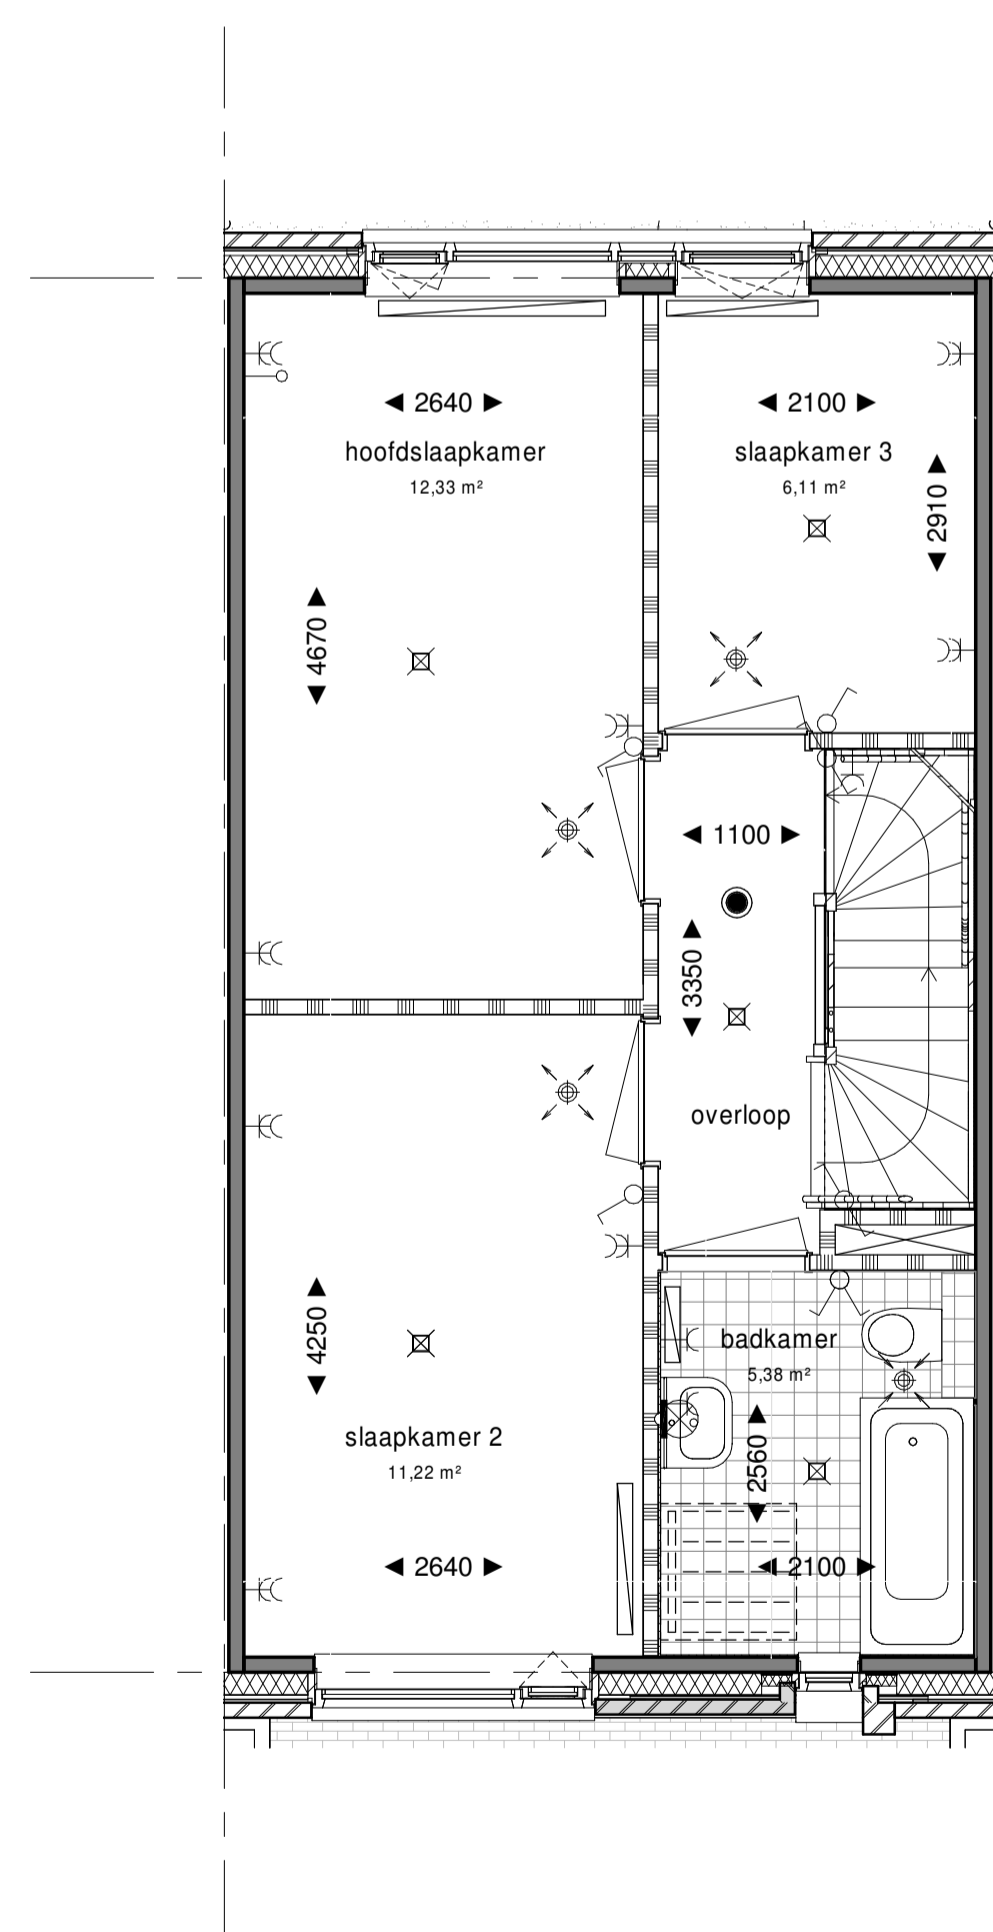 2640
hoofdslaapkamer
12,33 m²
2100
slaapkamer 3
6,11 m²
2910
4670
1100
3350
overloop
4250
slaapkamer 2
11,22 m²
2640
badkamer
5,38 m²
2560
2100